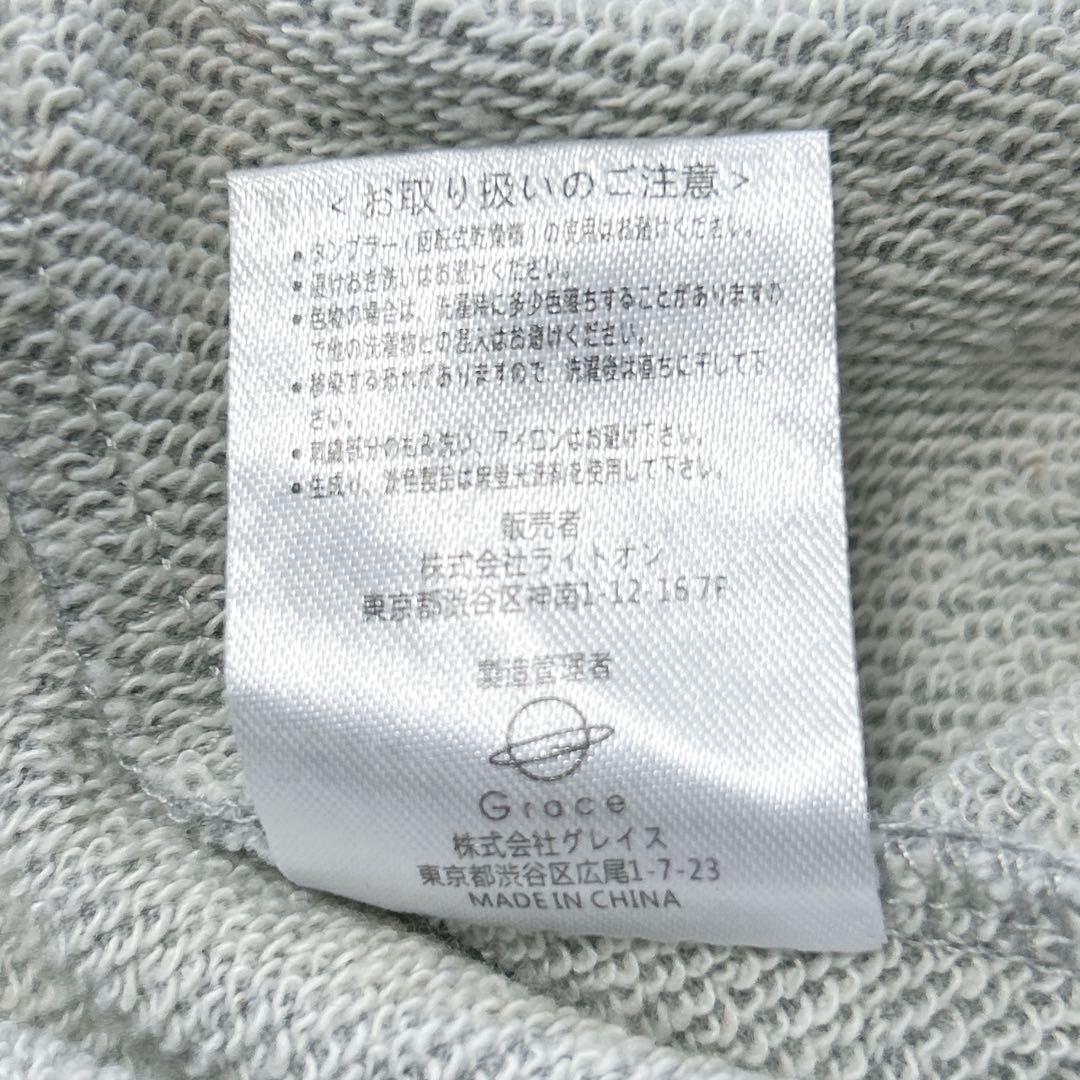 <お取り扱いのご注意>
•タンブラー(回転式乾燥機)の使用はお避けください。
•浸けおき洗いはお避けください。
•色物の場合は、洗濯時に多少色落ちすることがありますの
で他の洗濯物との混入はお避けください。
•移染する恐れがありますので、洗濯後は直ちに干して下
さい。
•刺繍部分のもみ洗い、アイロンはお避け下さい。
•生成り、淡色製品は無蛍光洗剤を使用して下さい。
販売者
株式会社ライトオン
東京都渋谷区神南1-12-16 7F
製造管理者
Grace
株式会社グレイス
東京都渋谷区広尾1-7-23
MADE IN CHINA